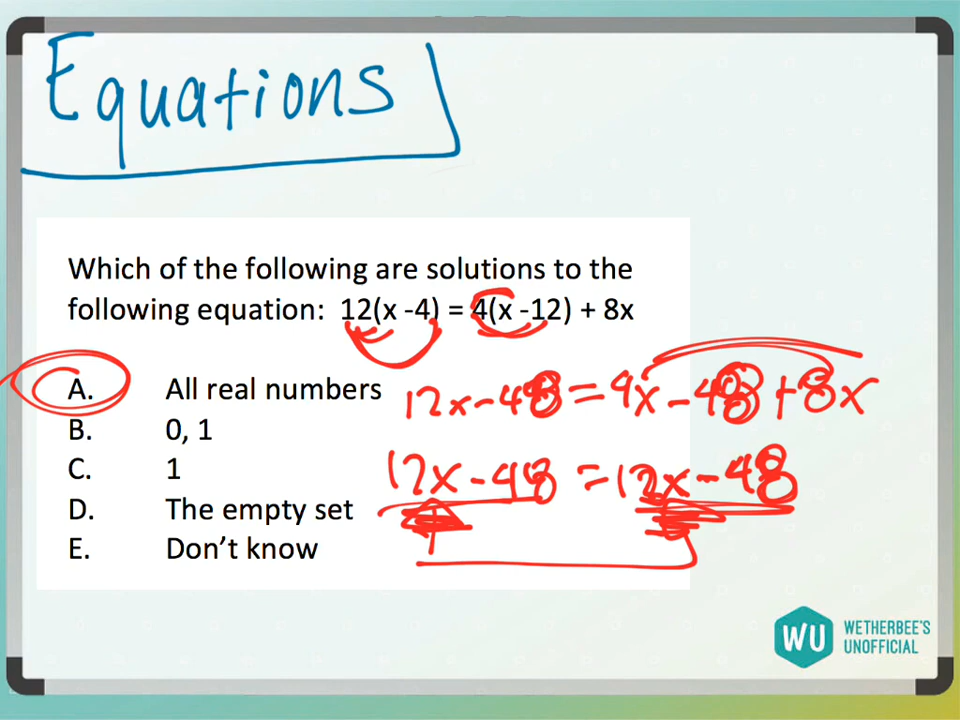 Equations
Which of the following are solutions to the
following equation: 12(x -4) = 4(x -12) + 8x
A. All real numbers
12x-48=4x-48+8x
B. 0, 1
C. 1
12x-48=12x-48
D. The empty set
E. Don't know
WU WETHERBEE'S
UNOFFICIAL